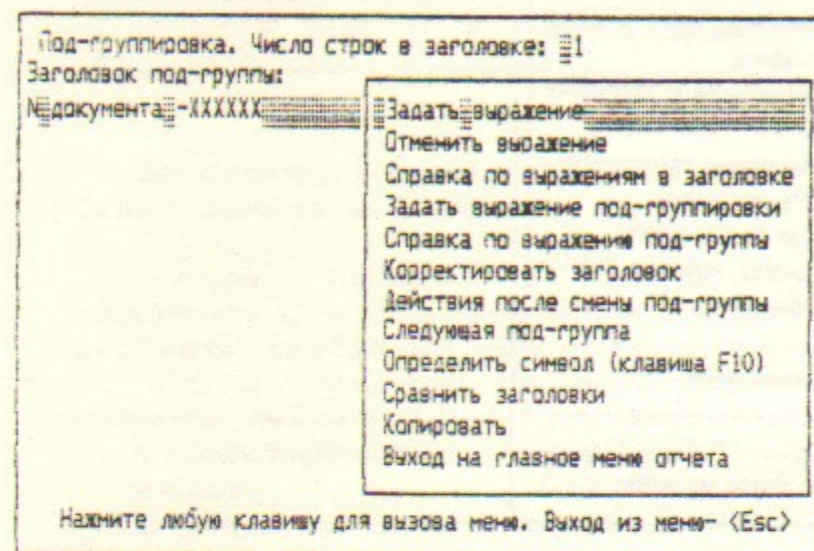 Под-группировка. Число строк в заголовке: 1
Заголовок под-группы:
N документа -XXXXXX
Задать выражение
Отменить выражение
Справка по выражениям в заголовке
Задать выражение под-группировки
Справка по выражению под-группы
Корректировать заголовок
Действия после смены под-группы
Следующая под-группа
Определить символ (клавиша F10)
Сравнить заголовки
Копировать
Выход на главное меню отчета
Нажмите любую клавишу для вызова меню. Выход из меню- <Esc>